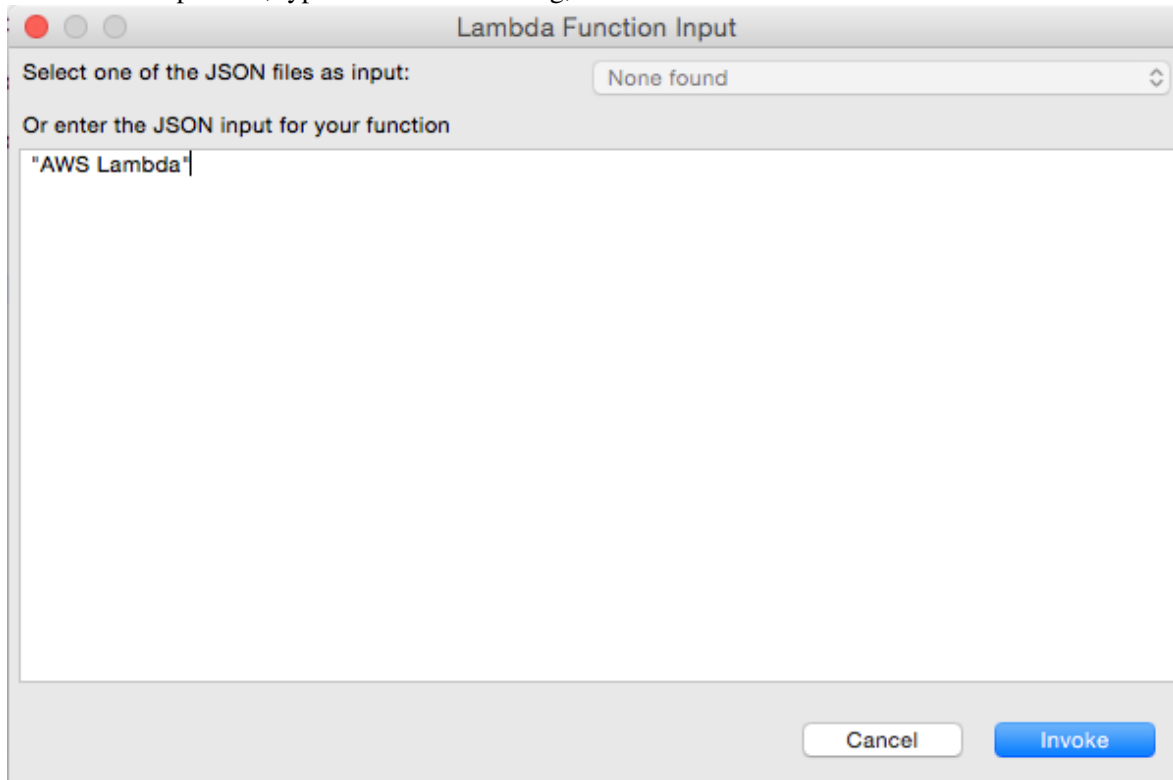 Lambda Function Input
Select one of the JSON files as input:
None found
Or enter the JSON input for your function
"AWS Lambda"
Cancel
Invoke